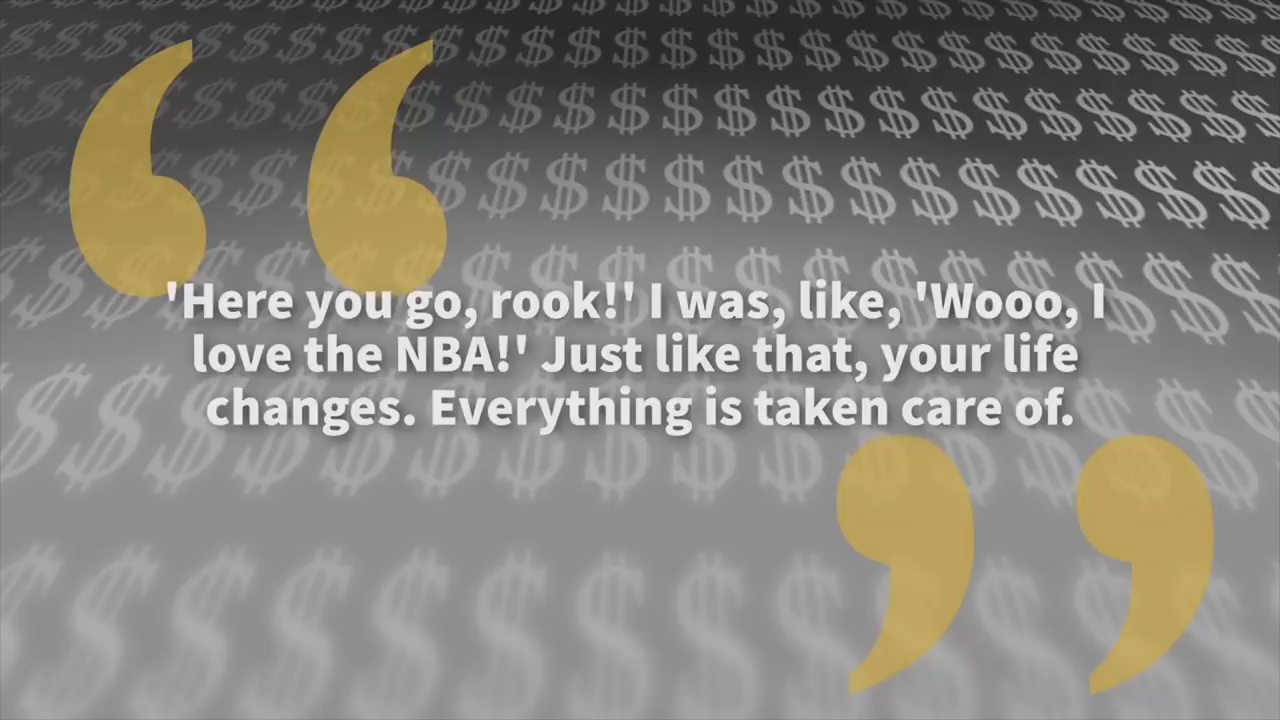 'Here you go, rook!' I was, like, 'Wooo, I
love the NBA!' Just like that, your life
changes. Everything is taken care of.